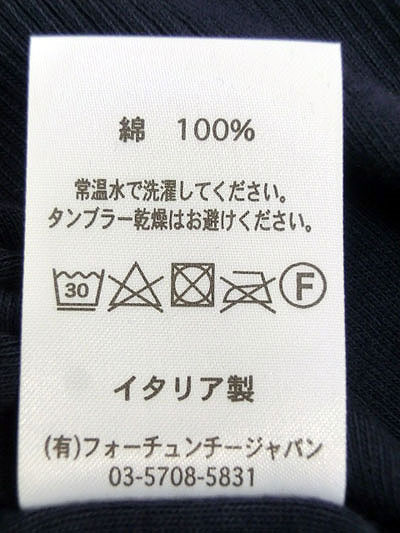 綿 100%
常温水で洗濯してください。
タンブラー乾燥はお避けください。
30 F
イタリア製
(有)フォーチュンチージャパン
03-5708-5831